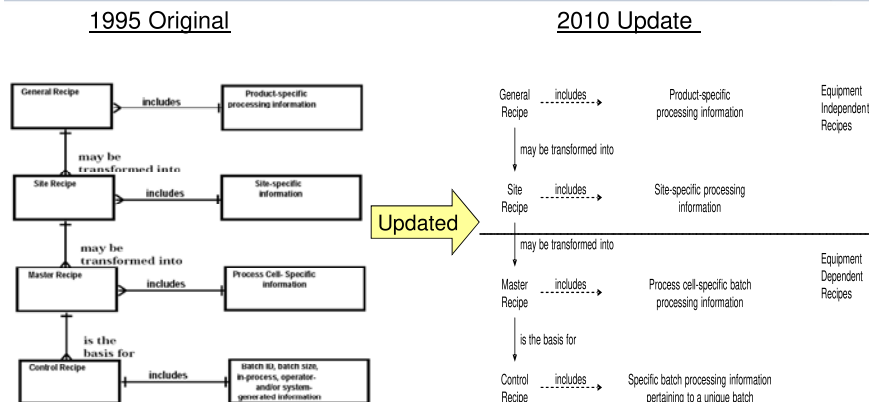 1995 Original
2010 Update
General Recipe
includes
Product-specific
processing information
may be
transformed into
Site Recipe
includes
Site-specific
information
may be
transformed into
Master Recipe
includes
Process Cell- Specific
information
is the
basis for
Control Recipe
includes
Batch ID, batch size,
in-process, operator-
and/or system-
generated information
Updated
General
Recipe
includes
Product-specific
processing information
Equipment
Independent
Recipes
may be transformed into
Site
Recipe
includes
Site-specific processing
information
may be transformed into
Master
Recipe
includes
Process cell-specific batch
processing information
Equipment
Dependent
Recipes
is the basis for
Control
Recipe
includes
Specific batch processing information
pertaining to a unique batch